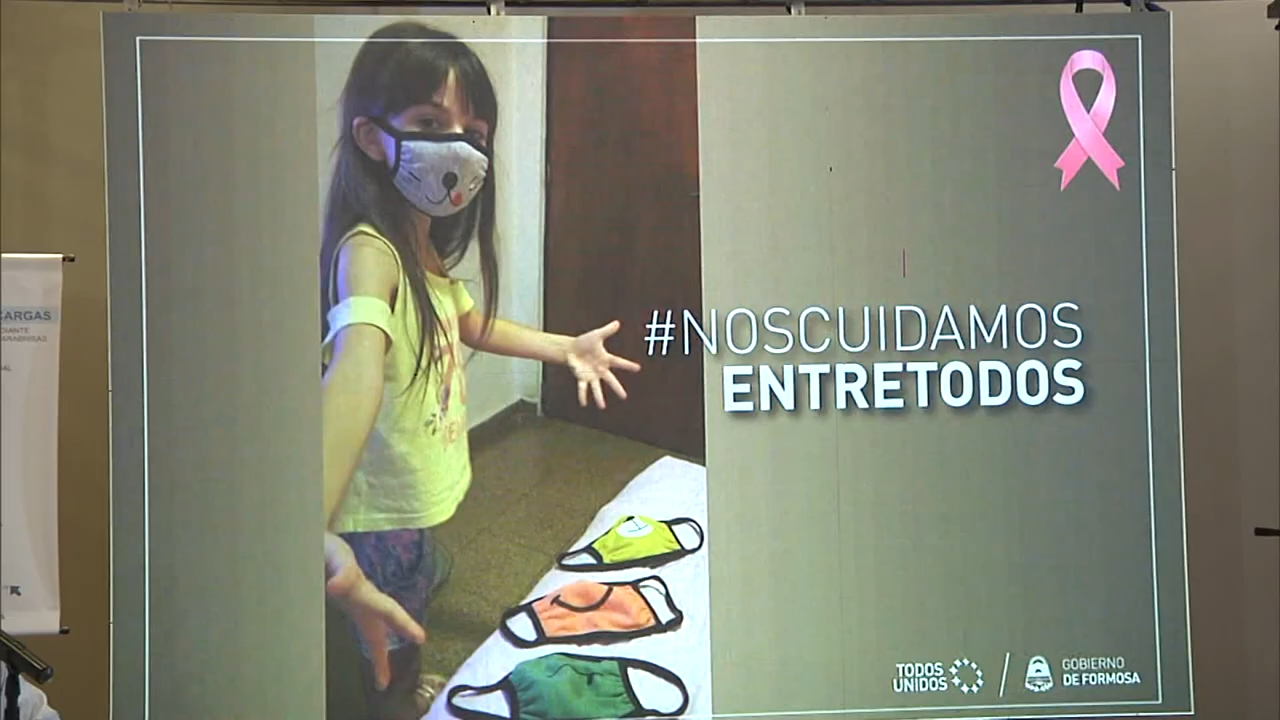 CARGAS
#NOSCUIDAMOS
ENTRETODOS
TODOS
UNIDOS
GOBIERNO
DE FORMOSA